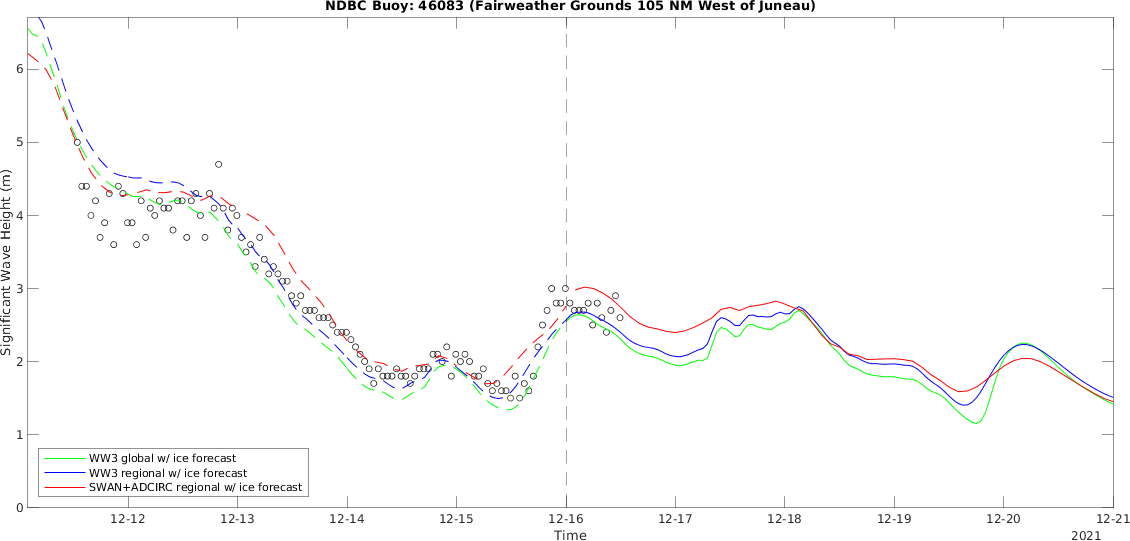 NDBC Buoy: 46083 (Fairweather Grounds 105 NM West of Juneau)
Significant Wave Height (m)
6
5
4
3
2
1
0
WW3 global w/ ice forecast
WW3 regional w/ ice forecast
SWAN+ADCIRC regional w/ ice forecast
12-12 12-13 12-14 12-15 12-16 12-17 12-18 12-19 12-20 12-21
Time
2021